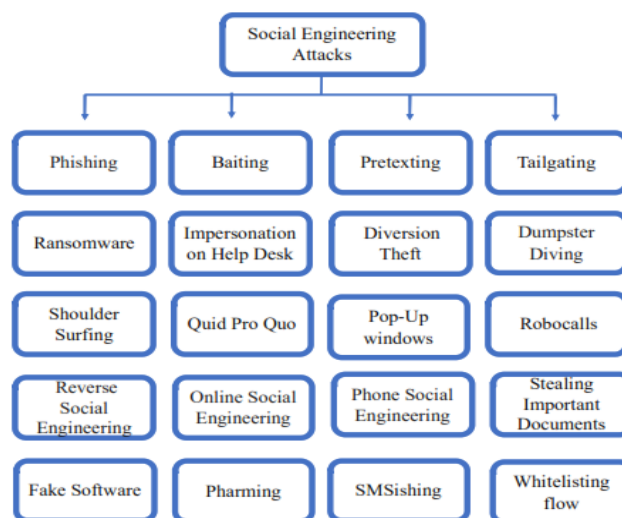 Social Engineering
Attacks
Phishing
Baiting
Pretexting
Tailgating
Ransomware
Impersonation
on Help Desk
Diversion
Theft
Dumpster
Diving
Shoulder
Surfing
Quid Pro Quo
Pop-Up
windows
Robocalls
Reverse
Social
Engineering
Online Social
Engineering
Phone Social
Engineering
Stealing
Important
Documents
Fake Software
Pharming
SMSishing
Whitelisting
flow